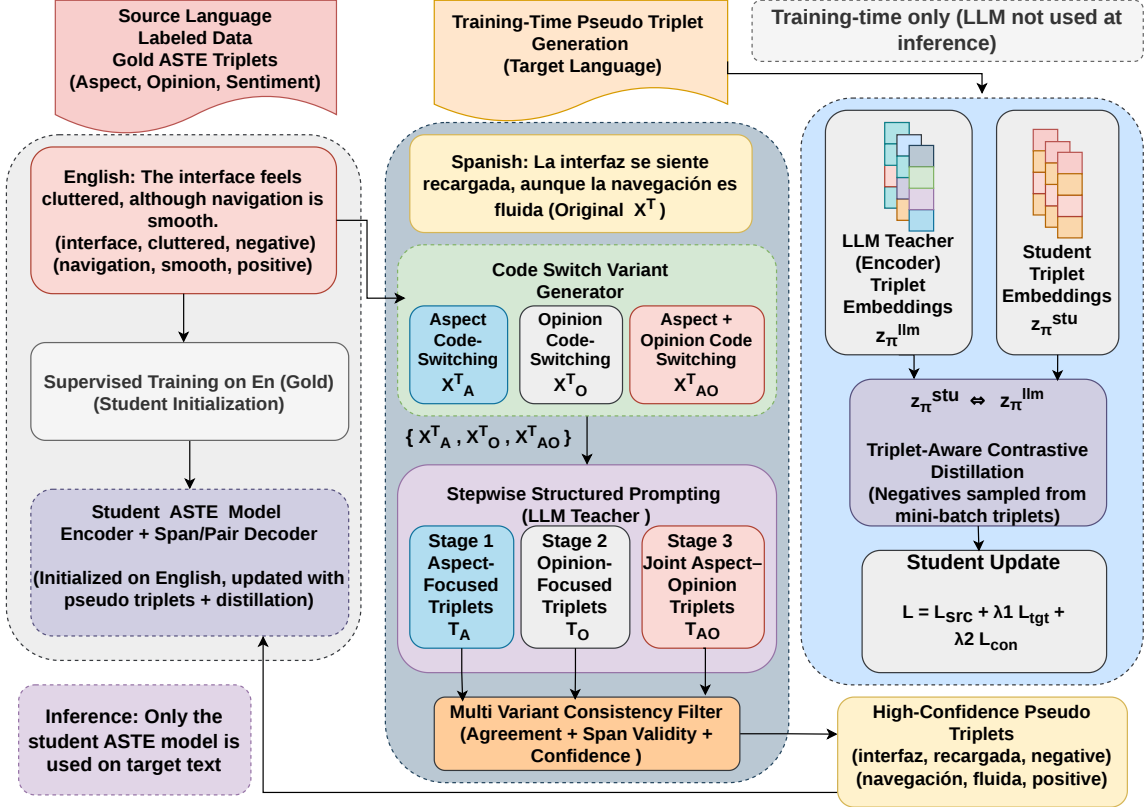 Source Language
Labeled Data
Gold ASTE Triplets
(Aspect, Opinion, Sentiment)
English: The interface feels
cluttered, although navigation is
smooth.
(interface, cluttered, negative)
(navigation, smooth, positive)
Supervised Training on En (Gold)
(Student Initialization)
Student ASTE Model
Encoder + Span/Pair Decoder
(Initialized on English, updated with
pseudo triplets + distillation)
Inference: Only the
student ASTE model is
used on target text
Training-Time Pseudo Triplet
Generation
(Target Language)
Spanish: La interfaz se siente
recargada, aunque la navegación es
fluida (Original X^T )
Code Switch Variant
Generator
Aspect
Code-
Switching
X^T_A
Opinion
Code-
Switching
X^T_O
Aspect +
Opinion Code
Switching
X^T_AO
{ X^T_A , X^T_O , X^T_AO }
Stepwise Structured Prompting
(LLM Teacher )
Stage 1
Aspect-
Focused
Triplets
T_A
Stage 2
Opinion-
Focused
Triplets
T_O
Stage 3
Joint Aspect–
Opinion
Triplets
T_AO
Multi Variant Consistency Filter
(Agreement + Span Validity +
Confidence )
Training-time only (LLM not used at
inference)
LLM Teacher
(Encoder)
Triplet
Embeddings
z_π^llm
Student
Triplet
Embeddings
z_π^stu
z_π^stu ⇔ z_π^llm
Triplet-Aware Contrastive
Distillation
(Negatives sampled from
mini-batch triplets)
Student Update
L = L_src + λ1 L_tgt +
λ2 L_con
High-Confidence Pseudo
Triplets
(interfaz, recargada, negative)
(navegación, fluida, positive)